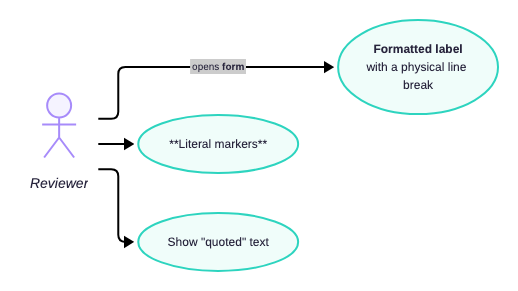 Formatted label
with a physical line
break
opens form
**Literal markers**
Reviewer
Show "quoted" text